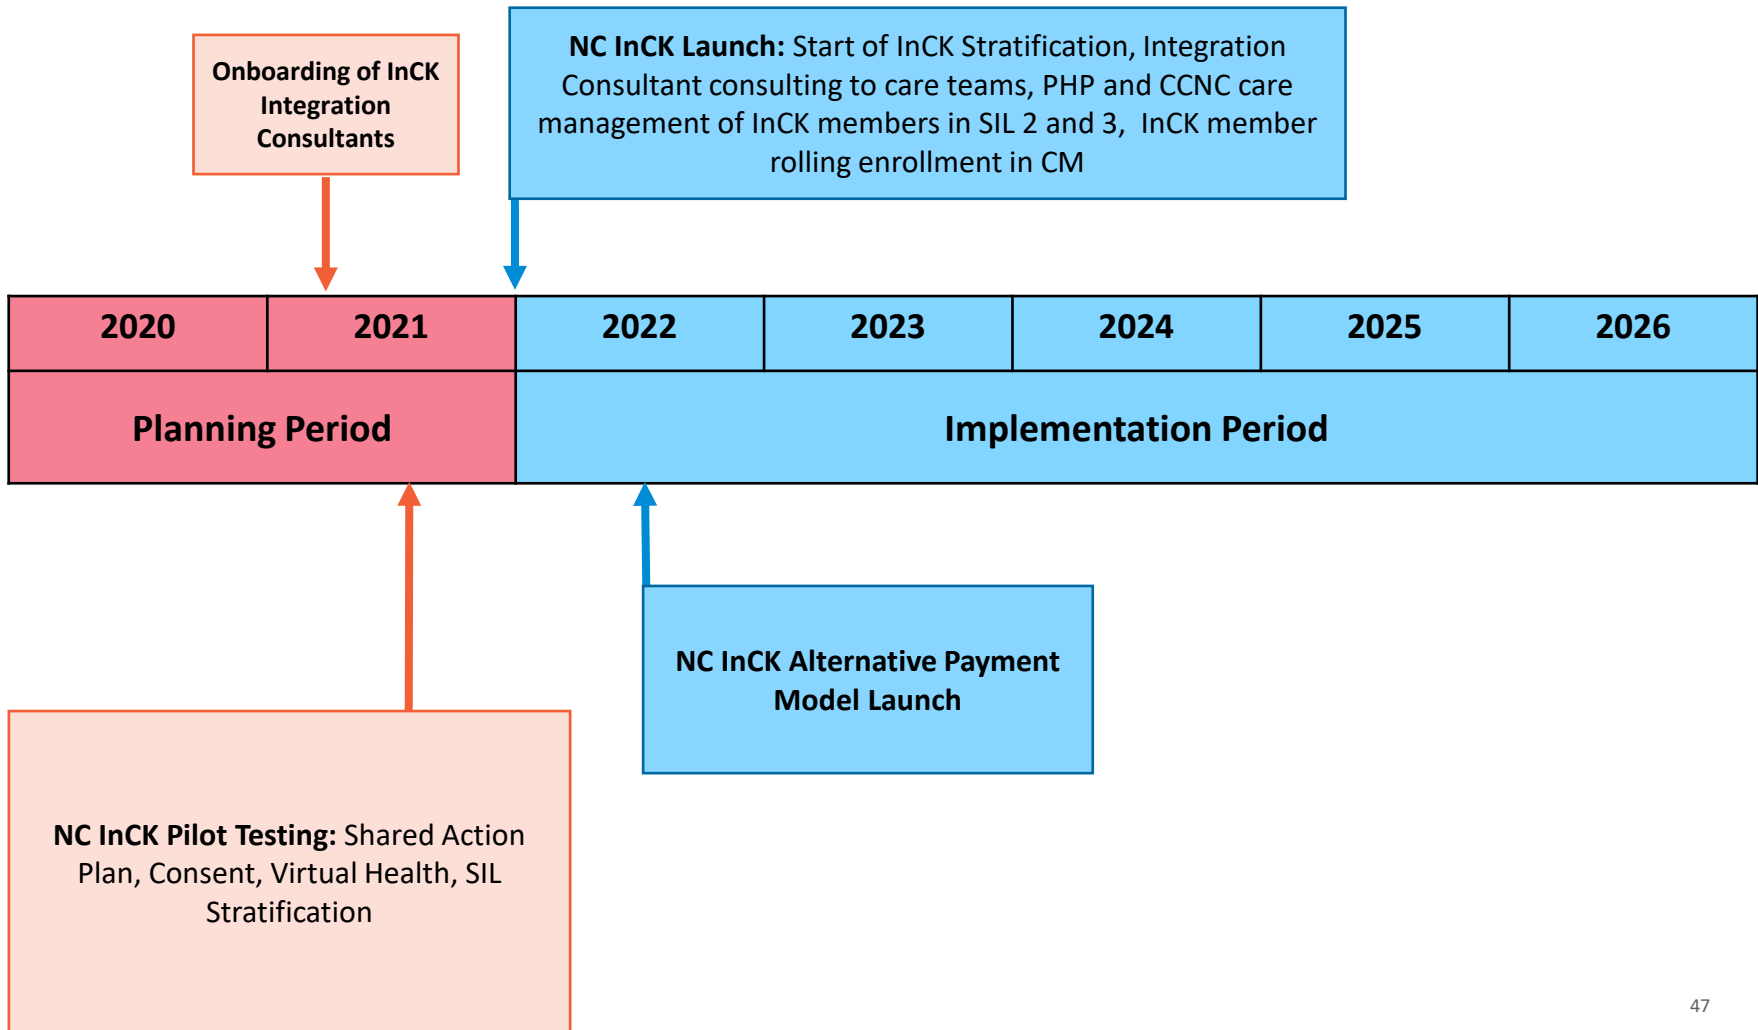 Onboarding of InCK
Integration
Consultants
NC InCK Launch: Start of InCK Stratification, Integration
Consultant consulting to care teams, PHP and CCNC care
management of InCK members in SIL 2 and 3, InCK member
rolling enrollment in CM
2020 2021 2022 2023 2024 2025 2026
Planning Period Implementation Period
NC InCK Alternative Payment
Model Launch
NC InCK Pilot Testing: Shared Action
Plan, Consent, Virtual Health, SIL
Stratification
47